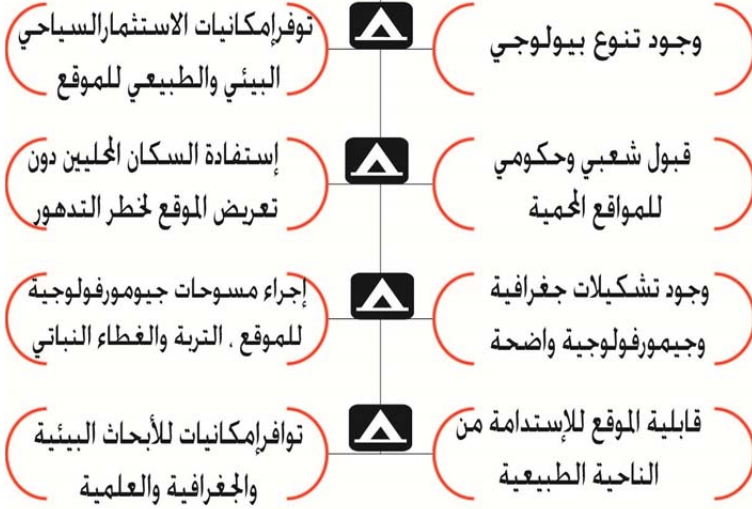 وجود تنوع بيولوجي
توفرإمكانيات الاستثمارالسياحي
البيئي والطبيعي للموقع
قبول شعبي وحكومي
للمواقع المحمية
إستفادة السكان المحليين دون
تعريض الموقع لخطر التدهور
وجود تشكيلات جغرافية
وجيمورفولوجية واضحة
إجراء مسوحات جيومورفولوجية
للموقع , التربة والغطاء النباتي
قابلية الموقع للإستدامة من
الناحية الطبيعية
توافرإمكانيات للأبحاث البيئية
والجغرافية والعلمية